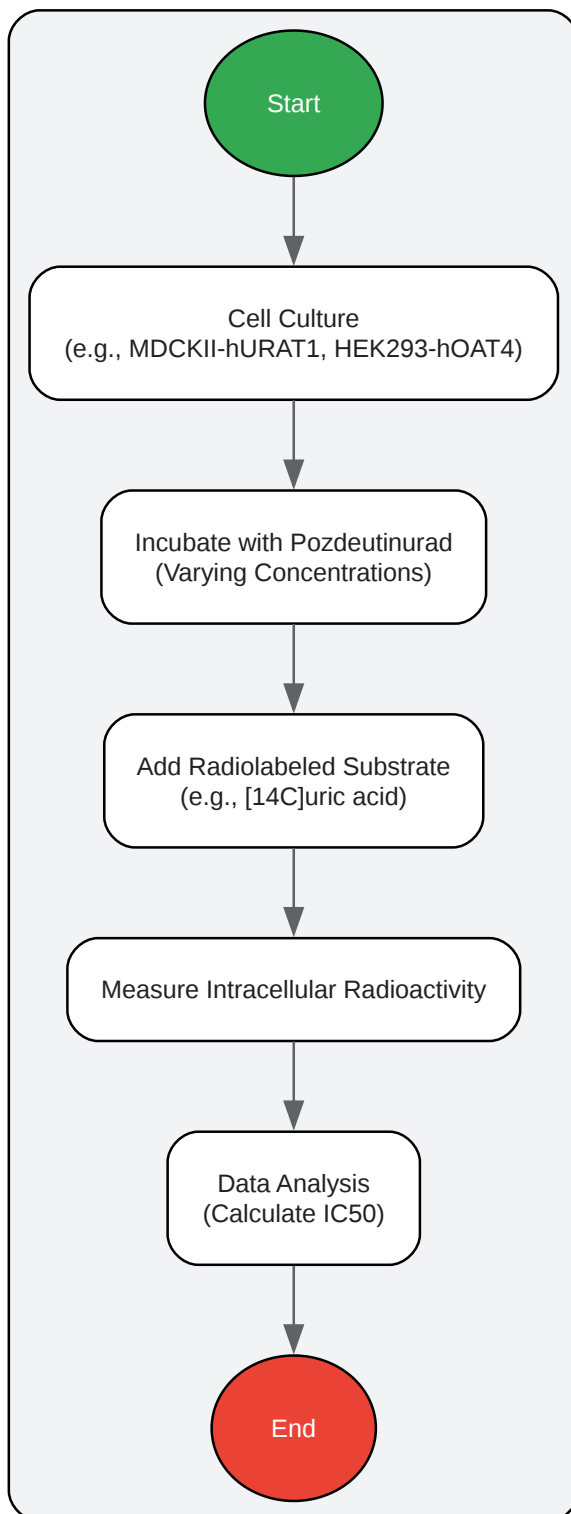 Start
Cell Culture
(e.g., MDCKII-hURAT1, HEK293-hOAT4)
Incubate with Pozdeutinurad
(Varying Concentrations)
Add Radiolabeled Substrate
(e.g., [14C]uric acid)
Measure Intracellular Radioactivity
Data Analysis
(Calculate IC50)
End